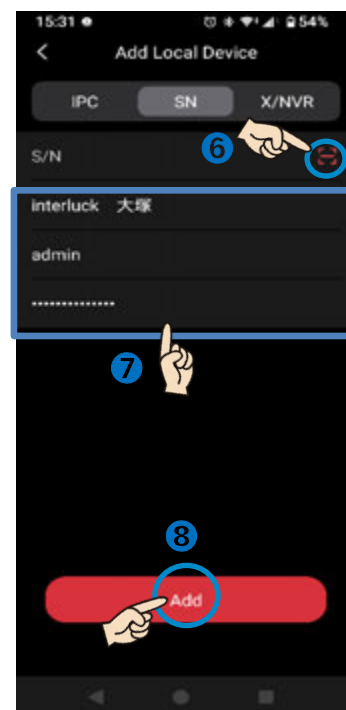 15:31 54%
Add Local Device
IPC SN X/NVR
6
S/N
interluck 大塚
admin
••••••••••••••
7
8
Add